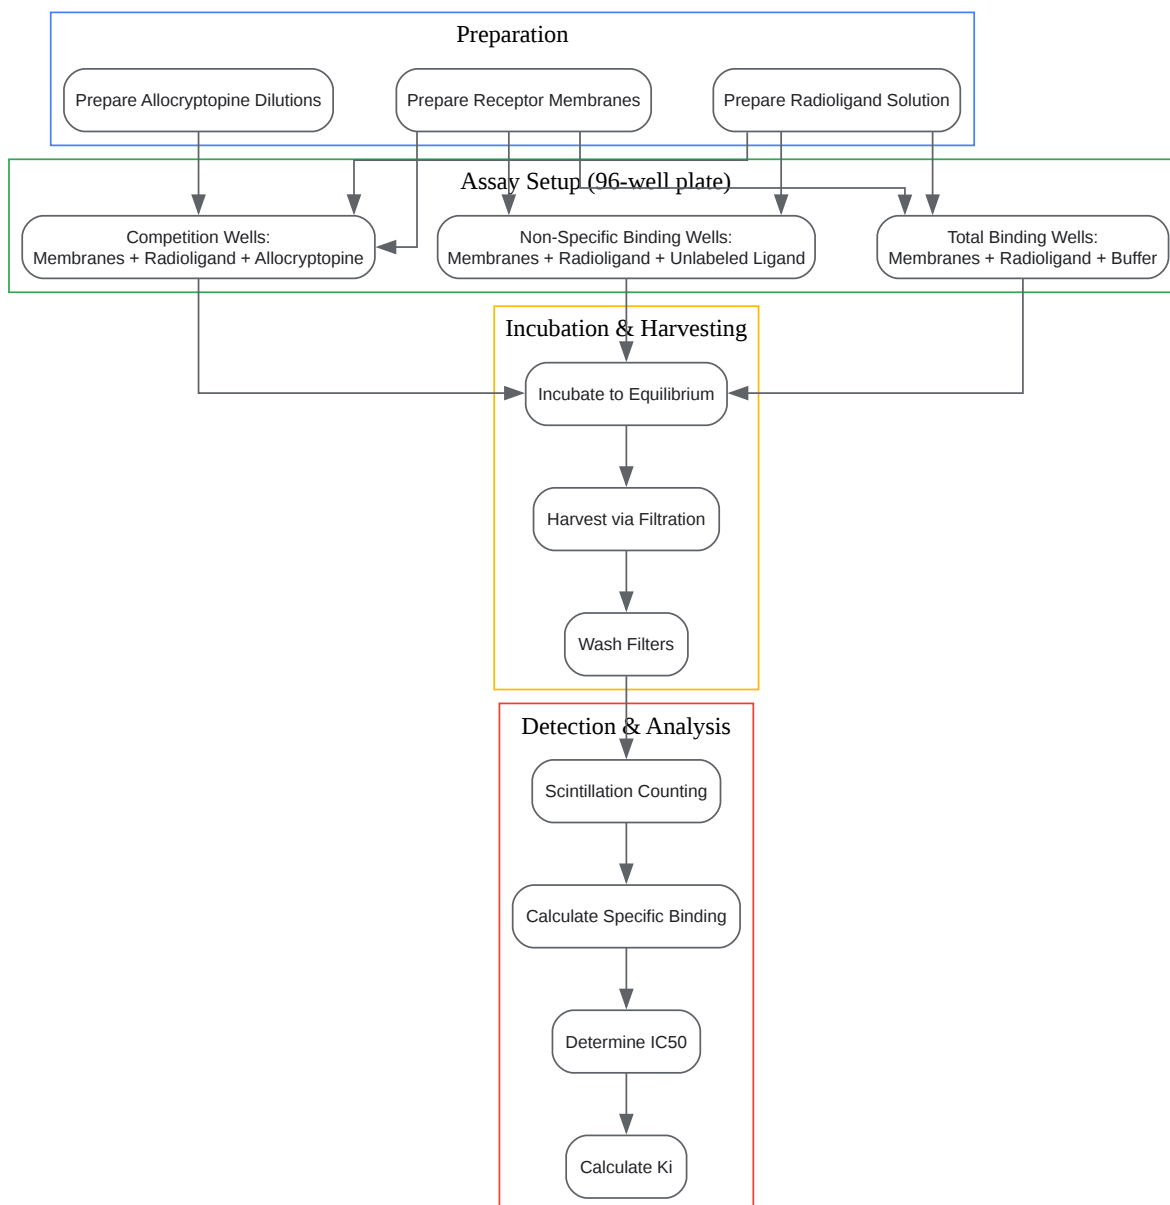 Preparation
Prepare Allocryptopine Dilutions
Prepare Receptor Membranes
Prepare Radioligand Solution
Assay Setup (96-well plate)
Competition Wells:
Membranes + Radioligand + Allocryptopine
Non-Specific Binding Wells:
Membranes + Radioligand + Unlabeled Ligand
Total Binding Wells:
Membranes + Radioligand + Buffer
Incubation & Harvesting
Incubate to Equilibrium
Harvest via Filtration
Wash Filters
Detection & Analysis
Scintillation Counting
Calculate Specific Binding
Determine IC50
Calculate Ki